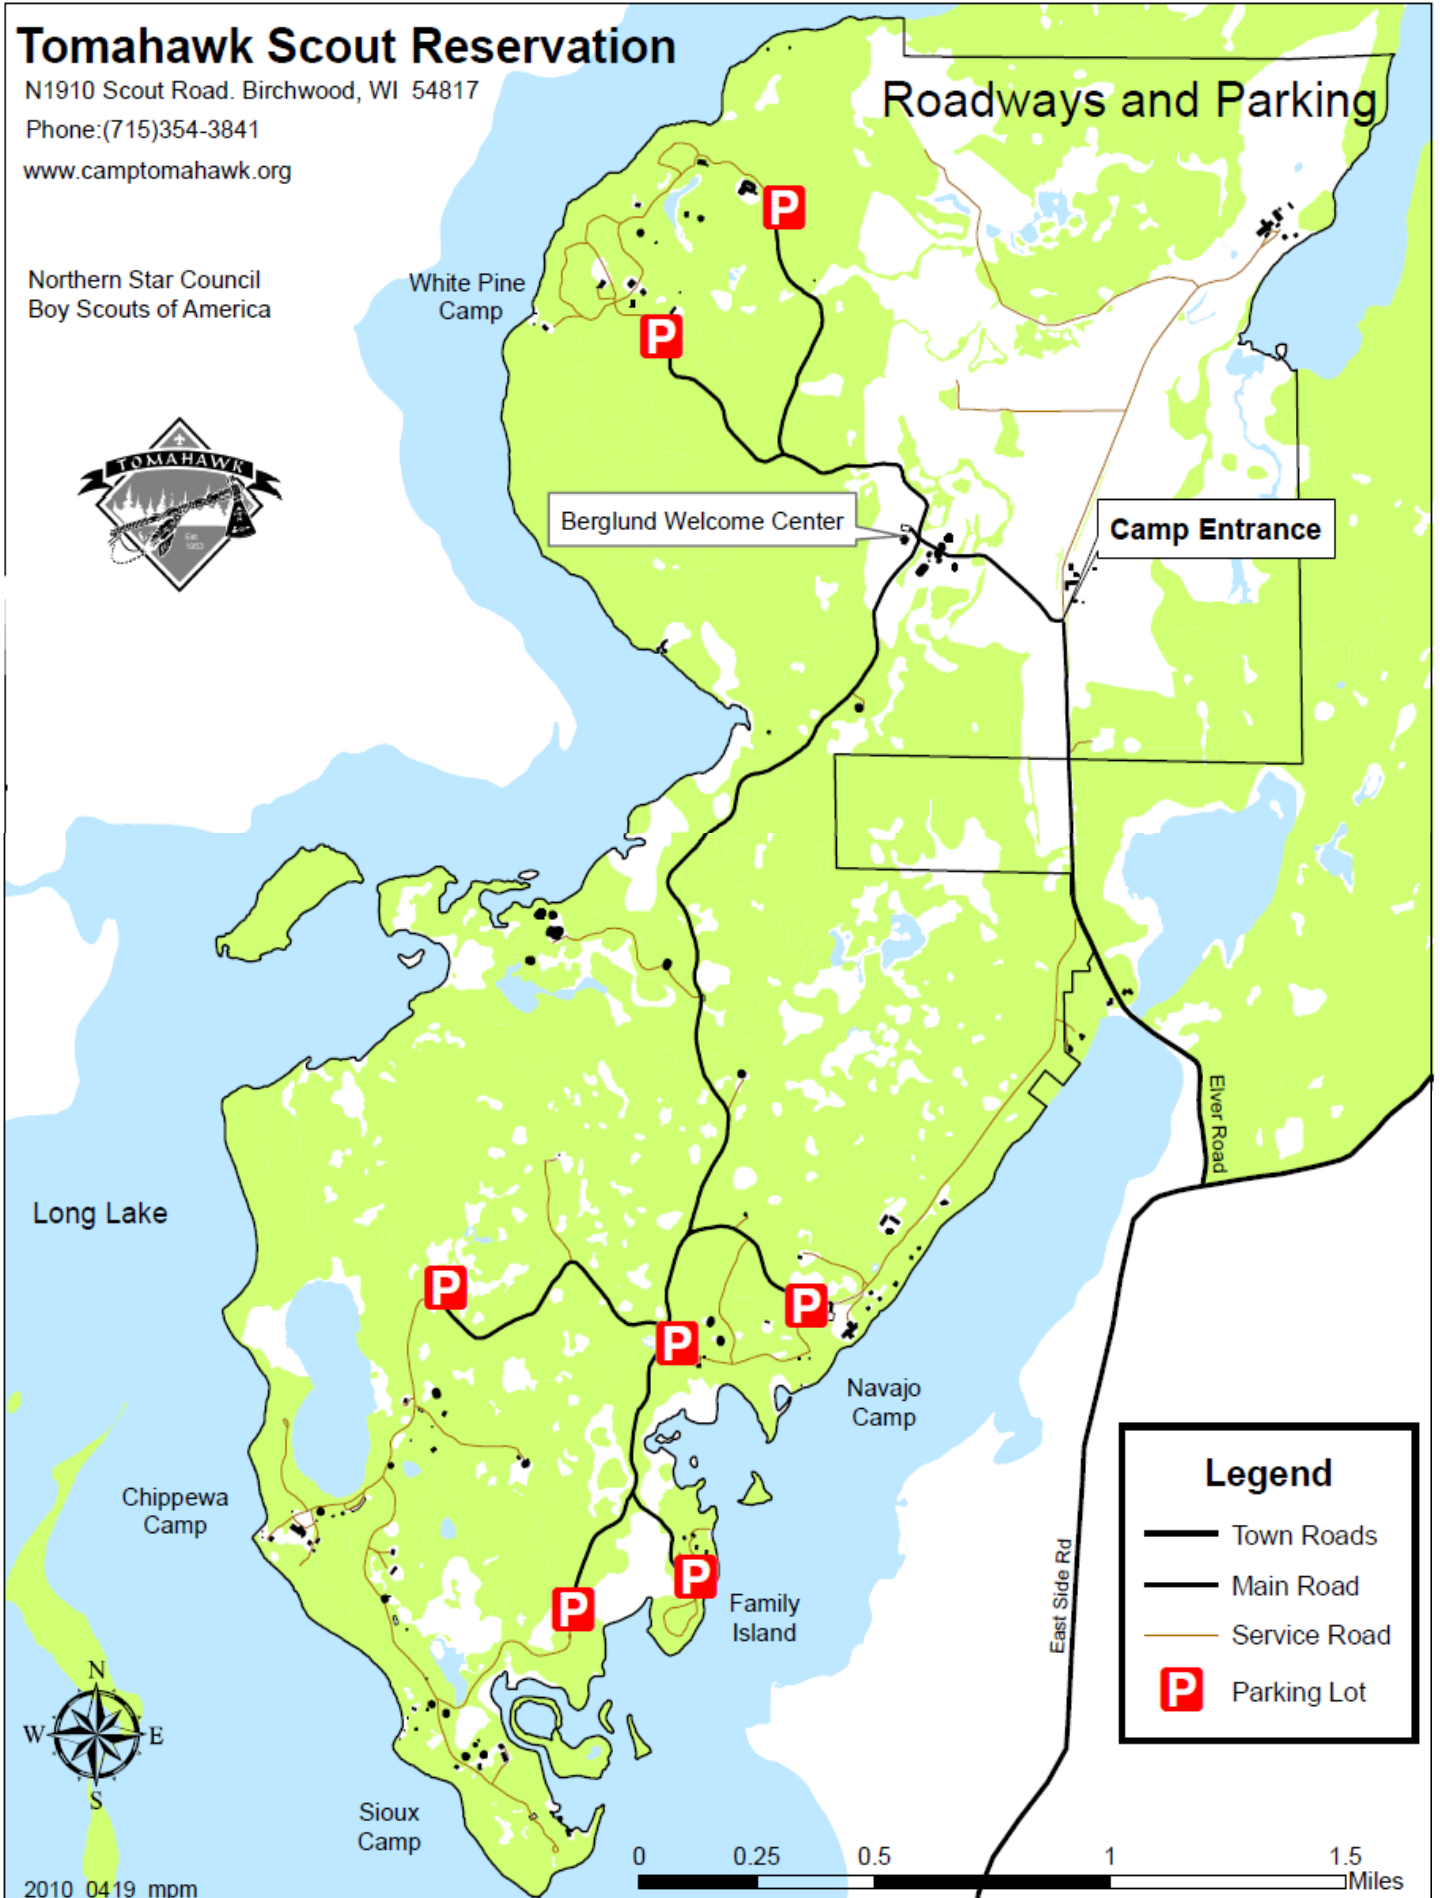 Tomahawk Scout Reservation
N1910 Scout Road. Birchwood, WI 54817
Phone:(715)354-3841
www.camptomahawk.org
Roadways and Parking
Northern Star Council
Boy Scouts of America
White Pine
Camp
P
P
TOMAHAWK
Est.
1953
Berglund Welcome Center
Camp Entrance
Elver Road
Long Lake
P
P
P
Navajo
Camp
Chippewa
Camp
P
P
Family
Island
East Side Rd
Legend
Town Roads
Main Road
Service Road
P
Parking Lot
N
W
E
S
Sioux
Camp
0
0.25
0.5
1
1.5
Miles
2010_0419_mpm